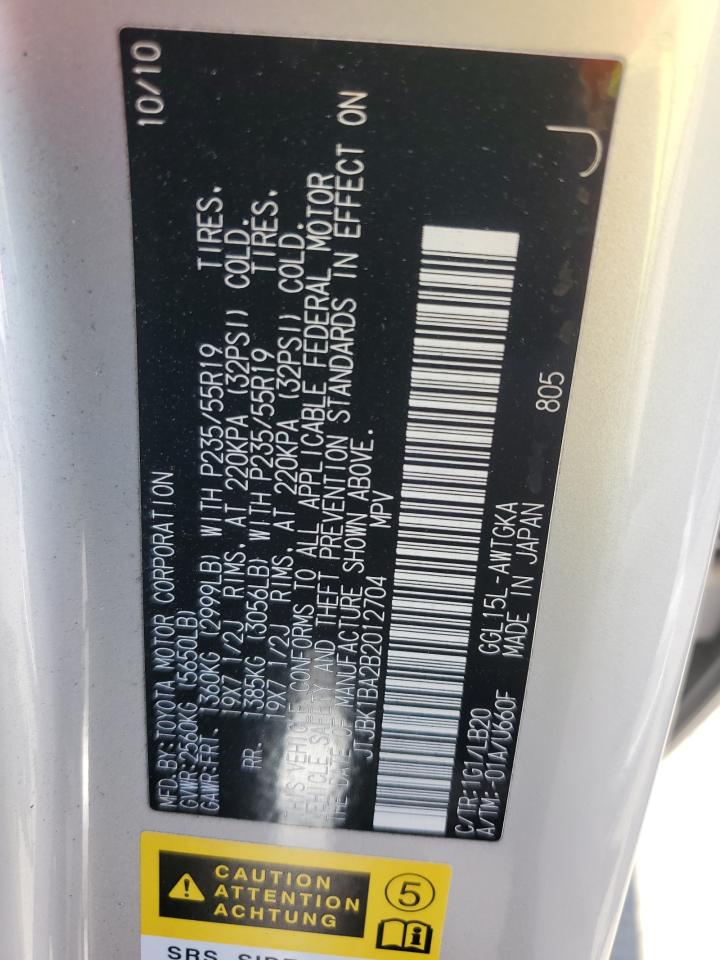 MFD. BY: TOYOTA MOTOR CORPORATION 10/10
GVWR: 2560KG (5650LB)
GAWR: FRT. 1360KG (2999LB) WITH P235/55R19 TIRES.
19X7 1/2J RIMS, AT 220KPA (32PSI) COLD.
RR. 1385KG (3056LB) WITH P235/55R19 TIRES.
19X7 1/2J RIMS, AT 220KPA (32PSI) COLD.
THIS VEHICLE CONFORMS TO ALL APPLICABLE FEDERAL MOTOR
VEHICLE SAFETY AND THEFT PREVENTION STANDARDS IN EFFECT ON
THE DATE OF MANUFACTURE SHOWN ABOVE.
JTJBK1BA2B2012704 MPV
C/TR: 1G1/LB20 GGL15L-AWTGKA
A/TM: -01A/U660F MADE IN JAPAN 805
J
CAUTION
ATTENTION
ACHTUNG
5
SRS SIDE